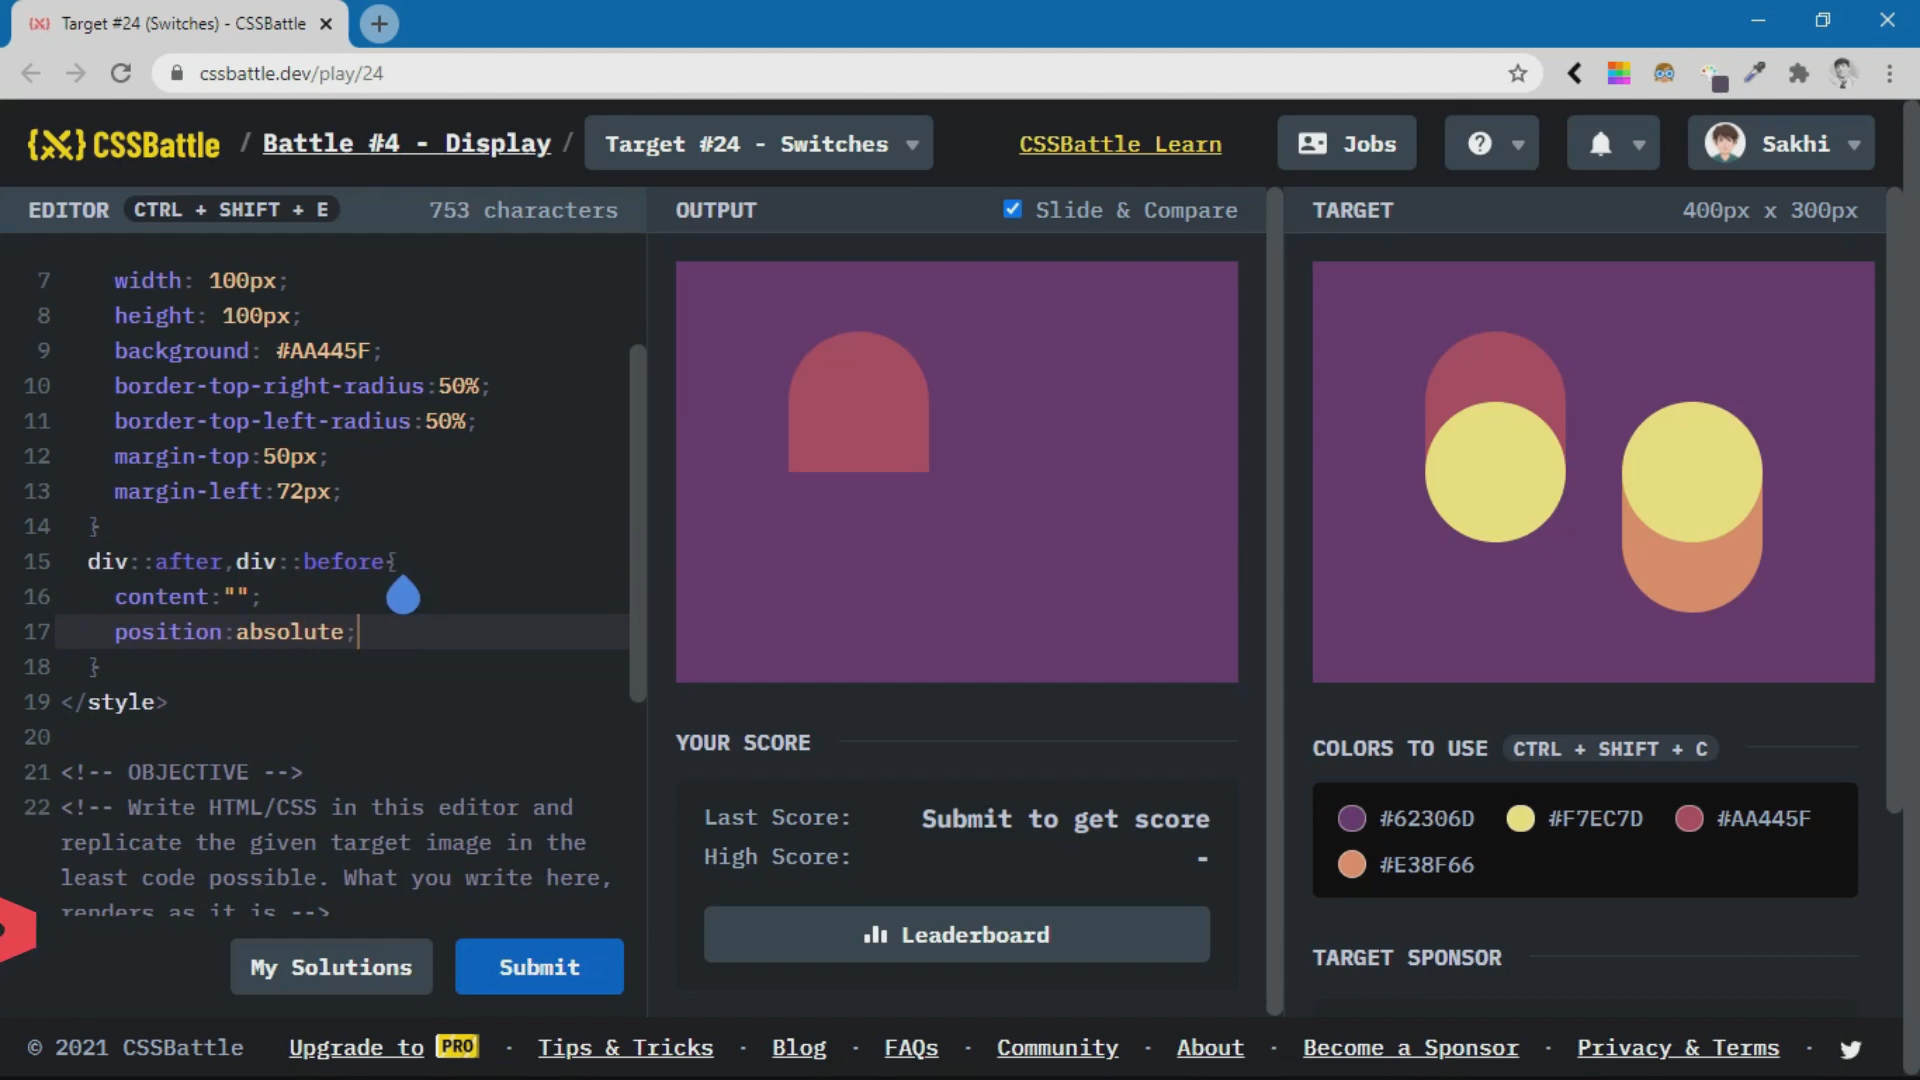 Target #24 (Switches) - CSSBattle
cssbattle.dev/play/24
CSSBattle / Battle #4 - Display / Target #24 - Switches CSSBattle Learn Jobs Sakhi
EDITOR CTRL + SHIFT + E 753 characters
7 width: 100px;
8 height: 100px;
9 background: #AA445F;
10 border-top-right-radius:50%;
11 border-top-left-radius:50%;
12 margin-top:50px;
13 margin-left:72px;
14 }
15 div::after,div::before{
16 content:"";
17 position:absolute;
18 }
19 </style>
20
21 <!-- OBJECTIVE -->
22 <!-- Write HTML/CSS in this editor and
replicate the given target image in the
least code possible. What you write here,
renders as it is -->
My Solutions Submit
OUTPUT Slide & Compare
YOUR SCORE
Last Score: Submit to get score
High Score: -
Leaderboard
TARGET 400px x 300px
COLORS TO USE CTRL + SHIFT + C
#62306D #F7EC7D #AA445F
#E38F66
TARGET SPONSOR
© 2021 CSSBattle Upgrade to PRO · Tips & Tricks · Blog · FAQs · Community · About · Become a Sponsor · Privacy & Terms ·